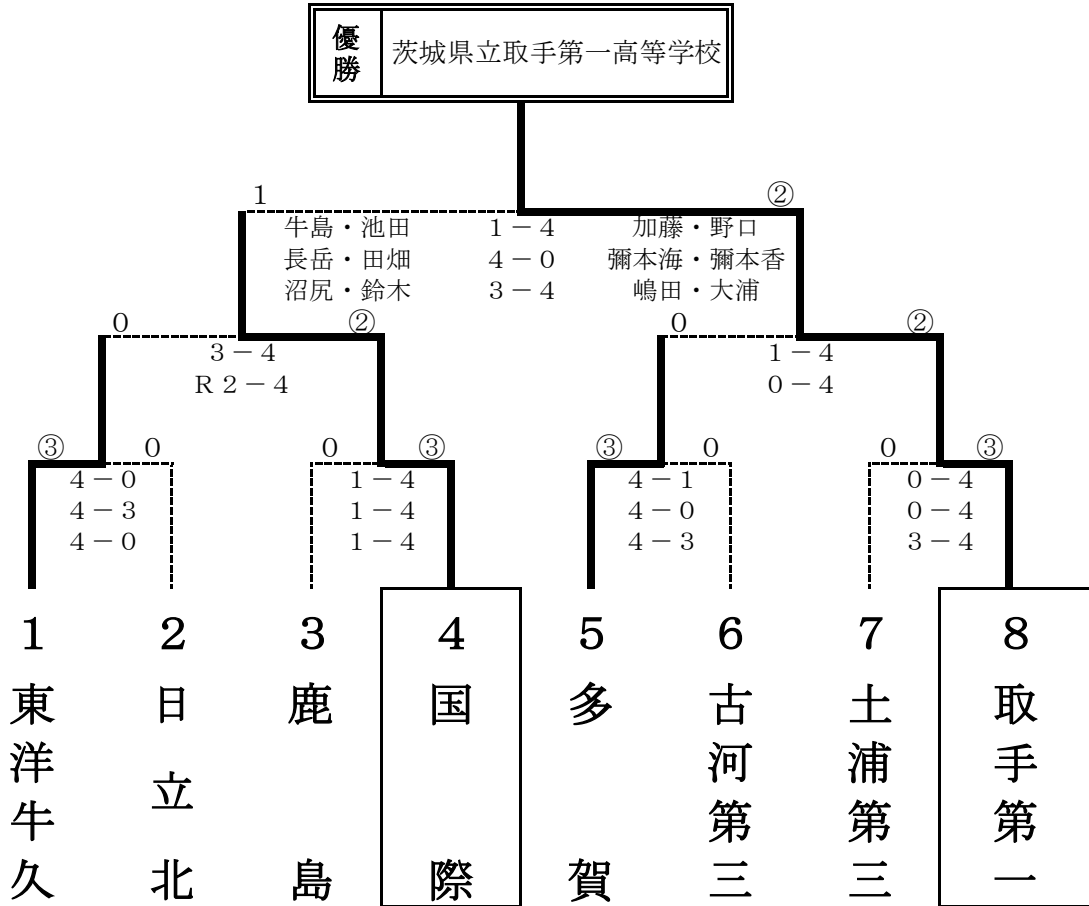 優勝
茨城県立取手第一高等学校
1 ②
牛島・池田 1－4 加藤・野口
長岳・田畑 4－0 彌本海・彌本香
沼尻・鈴木 3－4 嶋田・大浦
0 ② 0 ②
3－4 1－4
R2－4 0－4
③ 0 0 ③ ③ 0 0 ③
4－0 1－4 4－1 0－4
4－3 1－4 4－0 0－4
4－0 1－4 4－3 3－4
1 2 3 4 5 6 7 8
東洋牛久
日立北
鹿島
国際
多賀
古河第三
土浦第三
取手第一